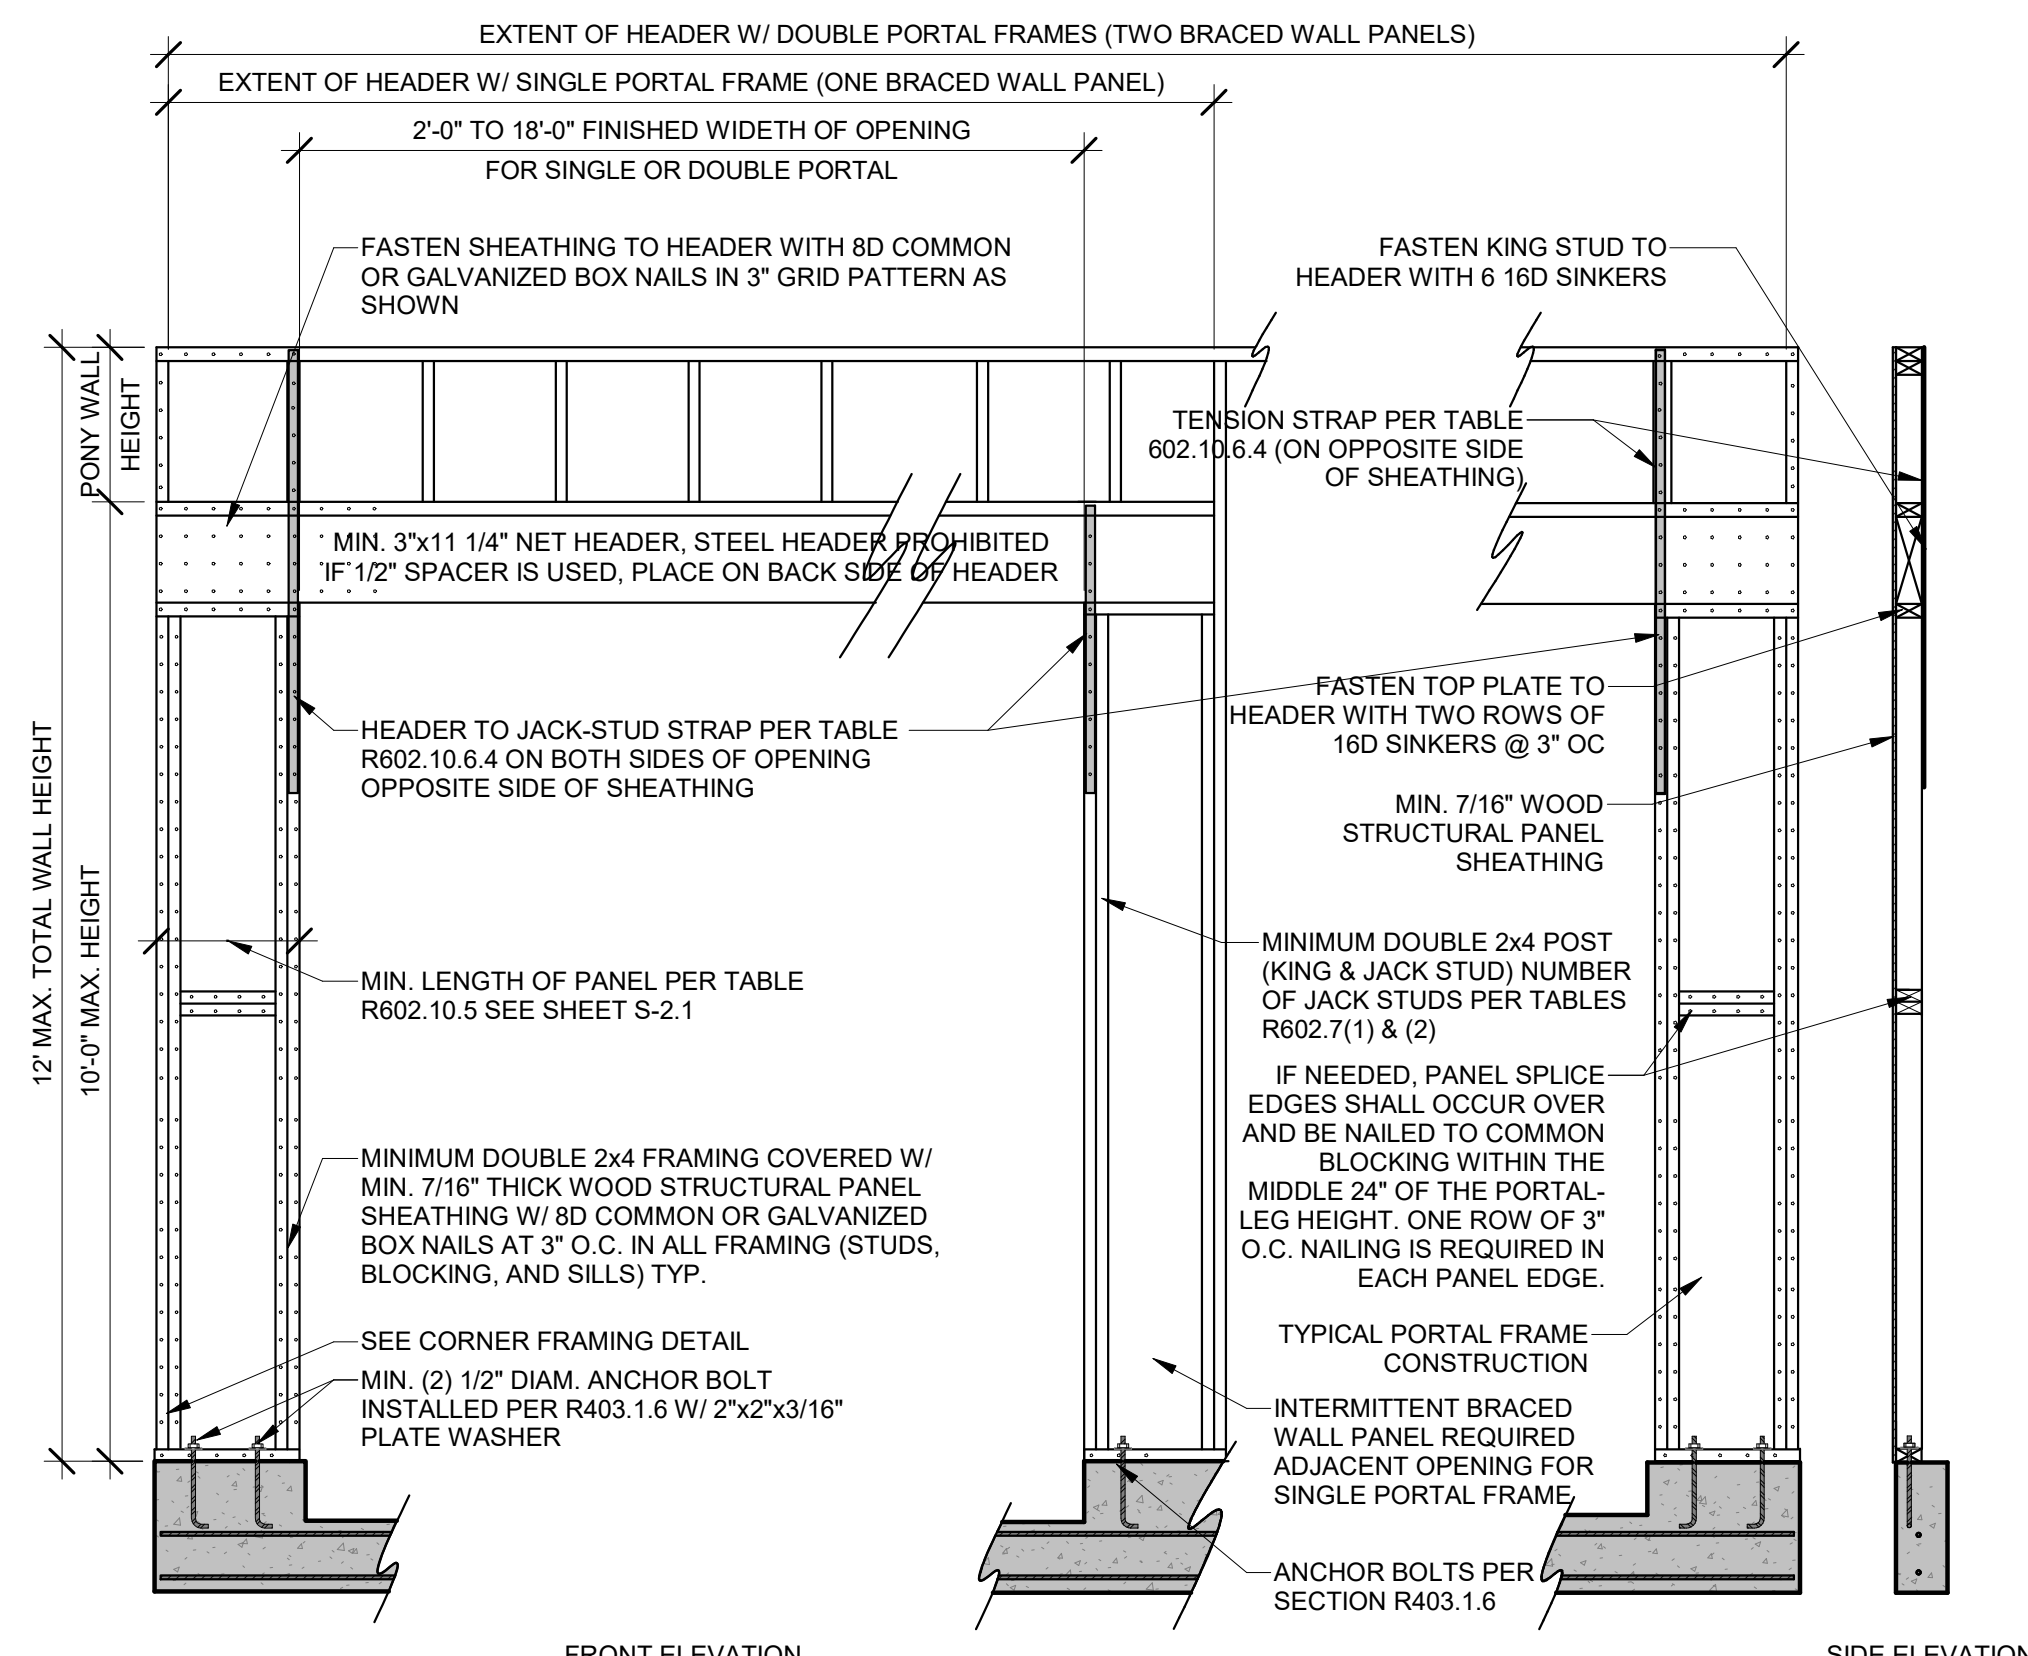 EXTENT OF HEADER W/ DOUBLE PORTAL FRAMES (TWO BRACED WALL PANELS)
EXTENT OF HEADER W/ SINGLE PORTAL FRAME (ONE BRACED WALL PANEL)
2'-0" TO 18'-0" FINISHED WIDETH OF OPENING
FOR SINGLE OR DOUBLE PORTAL
FASTEN SHEATHING TO HEADER WITH 8D COMMON
OR GALVANIZED BOX NAILS IN 3" GRID PATTERN AS
SHOWN
FASTEN KING STUD TO
HEADER WITH 6 16D SINKERS
PONY WALL
HEIGHT
TENSION STRAP PER TABLE
602.10.6.4 (ON OPPOSITE SIDE
OF SHEATHING)
MIN. 3"x11 1/4" NET HEADER, STEEL HEADER PROHIBITED
IF 1/2" SPACER IS USED, PLACE ON BACK SIDE OF HEADER
12' MAX. TOTAL WALL HEIGHT
10'-0" MAX. HEIGHT
HEADER TO JACK-STUD STRAP PER TABLE
R602.10.6.4 ON BOTH SIDES OF OPENING
OPPOSITE SIDE OF SHEATHING
FASTEN TOP PLATE TO
HEADER WITH TWO ROWS OF
16D SINKERS @ 3" OC
MIN. 7/16" WOOD
STRUCTURAL PANEL
SHEATHING
MIN. LENGTH OF PANEL PER TABLE
R602.10.5 SEE SHEET S-2.1
MINIMUM DOUBLE 2x4 POST
(KING & JACK STUD) NUMBER
OF JACK STUDS PER TABLES
R602.7(1) & (2)
IF NEEDED, PANEL SPLICE
EDGES SHALL OCCUR OVER
AND BE NAILED TO COMMON
BLOCKING WITHIN THE
MIDDLE 24" OF THE PORTAL-
LEG HEIGHT. ONE ROW OF 3"
O.C. NAILING IS REQUIRED IN
EACH PANEL EDGE.
MINIMUM DOUBLE 2x4 FRAMING COVERED W/
MIN. 7/16" THICK WOOD STRUCTURAL PANEL
SHEATHING W/ 8D COMMON OR GALVANIZED
BOX NAILS AT 3" O.C. IN ALL FRAMING (STUDS,
BLOCKING, AND SILLS) TYP.
SEE CORNER FRAMING DETAIL
MIN. (2) 1/2" DIAM. ANCHOR BOLT
INSTALLED PER R403.1.6 W/ 2"x2"x3/16"
PLATE WASHER
TYPICAL PORTAL FRAME
CONSTRUCTION
INTERMITTENT BRACED
WALL PANEL REQUIRED
ADJACENT OPENING FOR
SINGLE PORTAL FRAME
ANCHOR BOLTS PER
SECTION R403.1.6
FRONT ELEVATION
SIDE ELEVATION